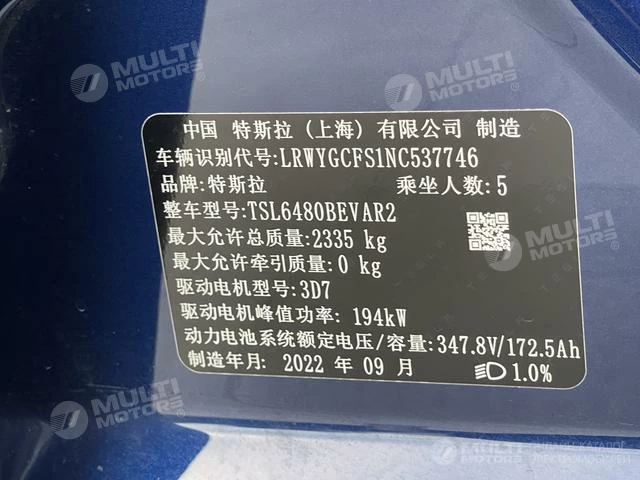 中国 特斯拉（上海）有限公司 制造
车辆识别代号:LRWYGCFS1NC537746
品牌:特斯拉 乘坐人数:5
整车型号:TSL6480BEVAR2
最大允许总质量:2335 kg
最大允许牵引质量:0 kg
驱动电机型号:3D7
驱动电机峰值功率: 194kW
动力电池系统额定电压/容量:347.8V/172.5Ah
制造年月: 2022 年 09 月 1.0%
MULTI MOTORS
MULTI MOTORS
MULTI MOTORS
MULTI MOTORS
MULTI MOTORS